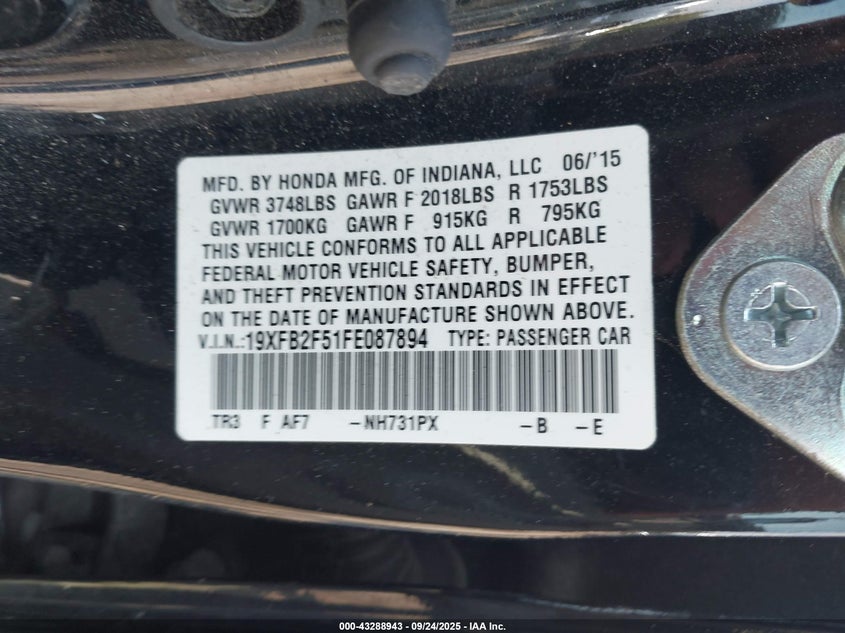 MFD. BY HONDA MFG. OF INDIANA, LLC 06/'15
GVWR 3748LBS GAWR F 2018LBS R 1753LBS
GVWR 1700KG GAWR F 915KG R 795KG
THIS VEHICLE CONFORMS TO ALL APPLICABLE
FEDERAL MOTOR VEHICLE SAFETY, BUMPER,
AND THEFT PREVENTION STANDARDS IN EFFECT
ON THE DATE OF MANUFACTURE SHOWN ABOVE.
V.I.N.:19XFB2F51FE087894 TYPE: PASSENGER CAR
TR3 F AF7 -NH731PX -B -E
000-43288943 - 09/24/2025 - IAA Inc.